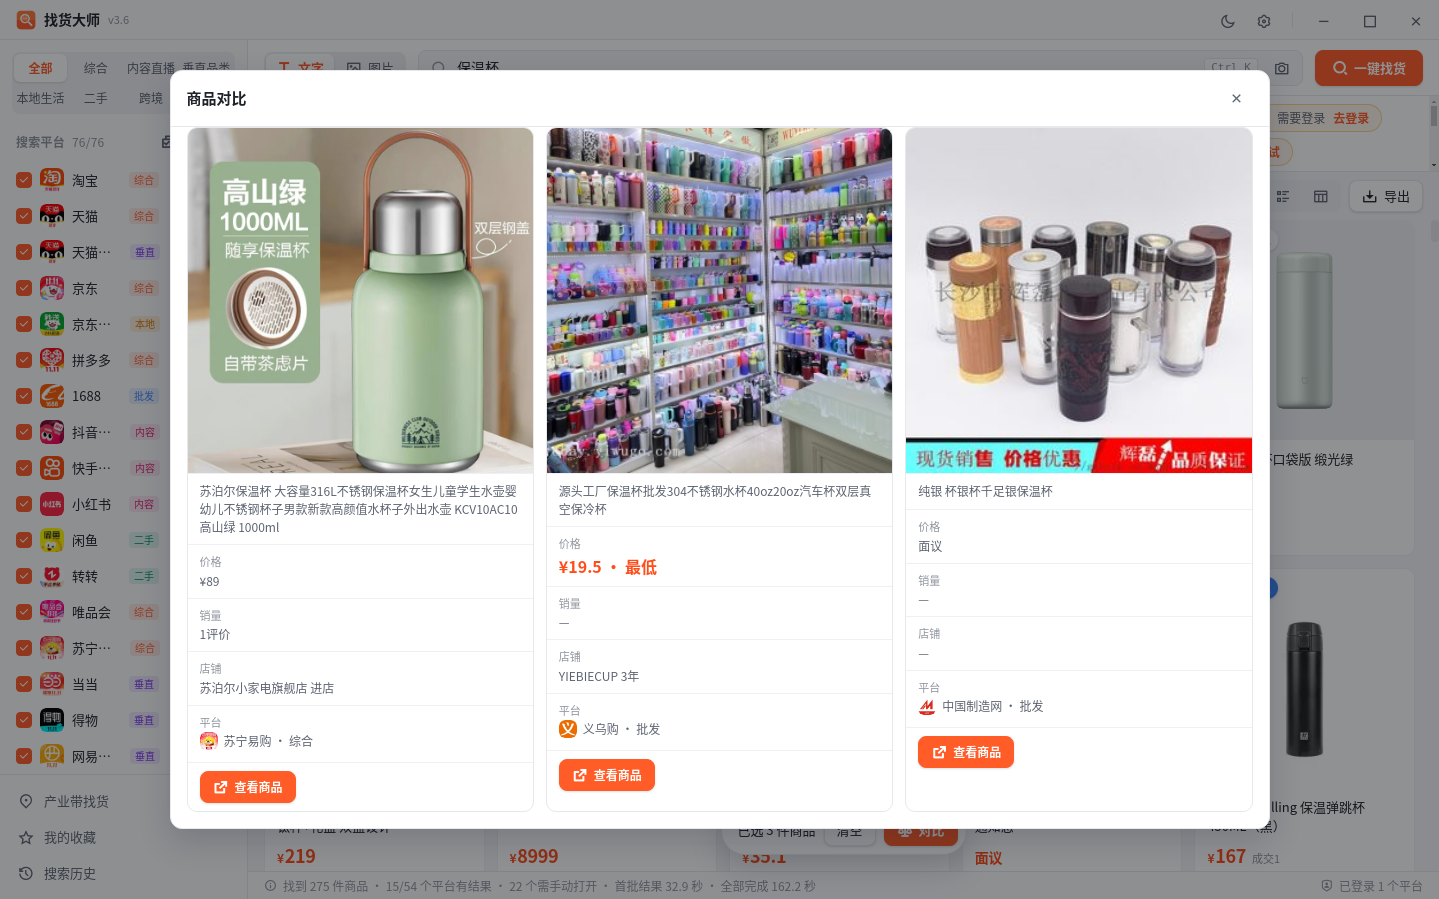 找货大师 v3.6
全部 综合 内容直播 垂直品类
本地生活 二手 跨境
文字 图片
保温杯
Ctrl K
一键找货
搜索平台 76/76
需要登录 去登录
试
导出
淘宝 综合
天猫 综合
天猫… 垂直
京东 综合
京东… 本地
拼多多 综合
1688 批发
抖音… 内容
快手… 内容
小红书 内容
闲鱼 二手
转转 二手
唯品会 综合
苏宁… 综合
当当 垂直
得物 垂直
网易… 垂直
产业带找货
我的收藏
搜索历史
商品对比
高山绿
1000ML
随享保温杯
双层钢盖
自带茶虑片
苏泊尔保温杯 大容量316L不锈钢保温杯女生儿童学生水壶婴
幼儿不锈钢杯子男款新款高颜值水杯子外出水壶 KCV10AC10
高山绿 1000ml
价格
¥89
销量
1评价
店铺
苏泊尔小家电旗舰店 进店
平台
苏宁易购 · 综合
查看商品
源头工厂保温杯批发304不锈钢水杯40oz20oz汽车杯双层真
空保冷杯
价格
¥19.5 · 最低
销量
—
店铺
YIEBIECUP 3年
平台
义乌购 · 批发
查看商品
现货销售 价格优惠 辉磊 品质保证
纯银 杯银杯千足银保温杯
价格
面议
销量
—
店铺
—
平台
中国制造网 · 批发
查看商品
口袋版 缎光绿
lling 保温弹跳杯
已选 3 件商品 清空 对比
¥219
¥8999
¥35.1
面议
¥167 成交1
找到 275 件商品 · 15/54 个平台有结果 · 22 个需手动打开 · 首批结果 32.9 秒 · 全部完成 162.2 秒
已登录 1 个平台